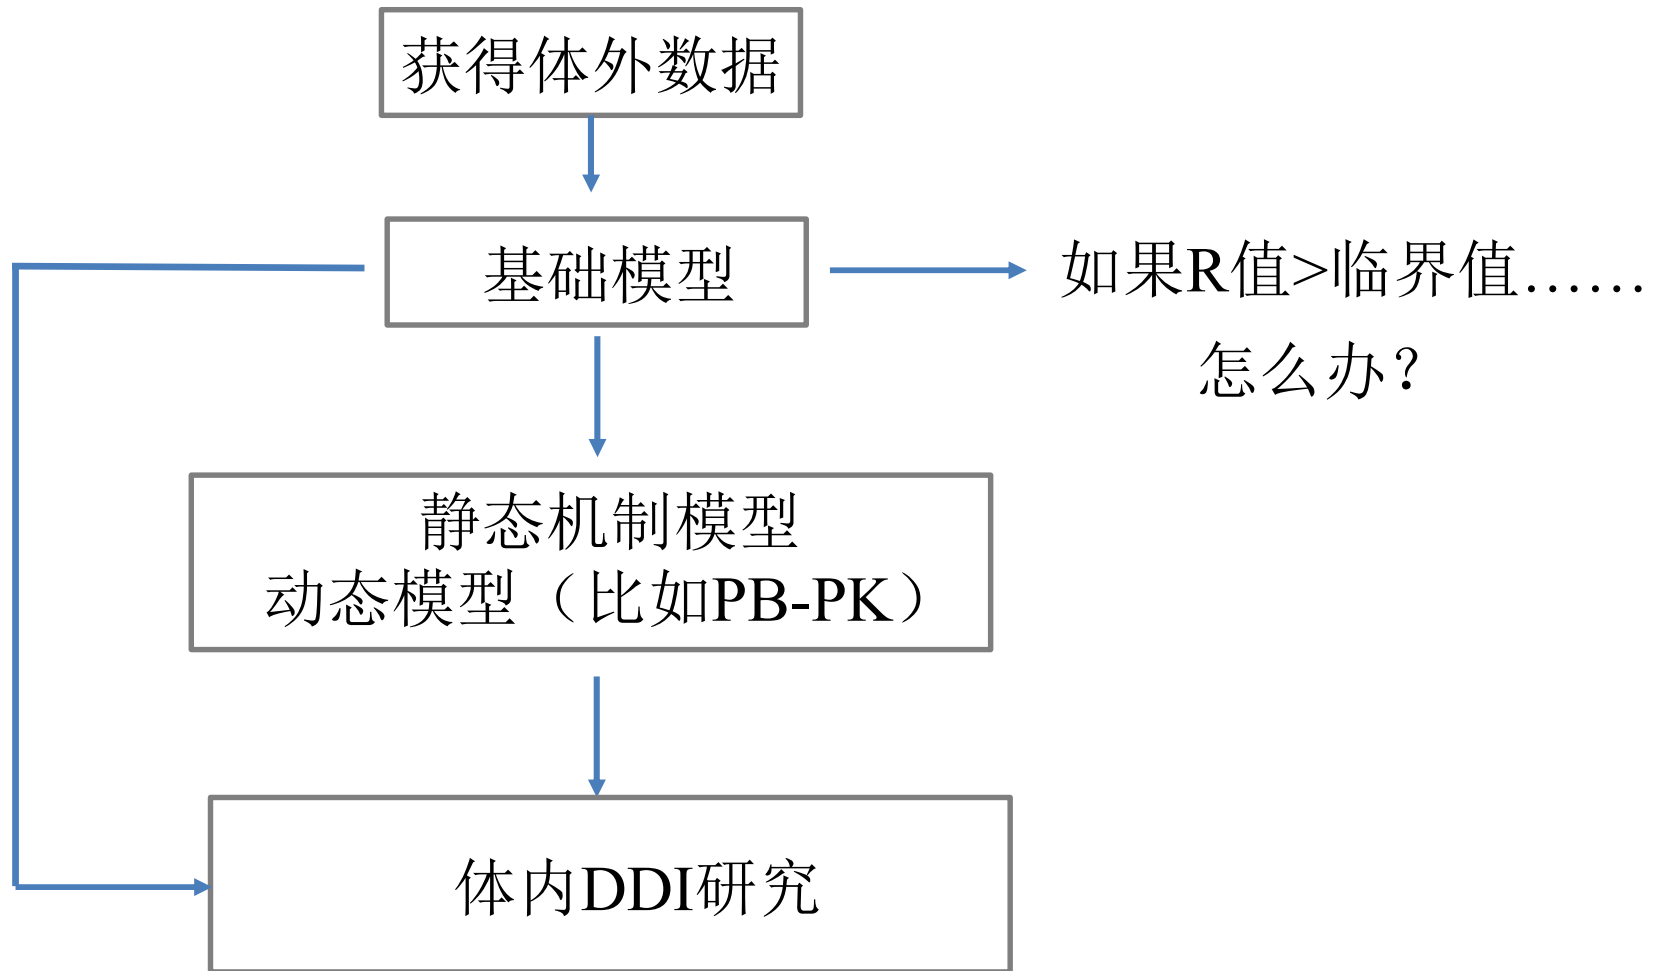 获得体外数据
基础模型
如果R值>临界值……
怎么办？
静态机制模型
动态模型（比如PB-PK）
体内DDI研究